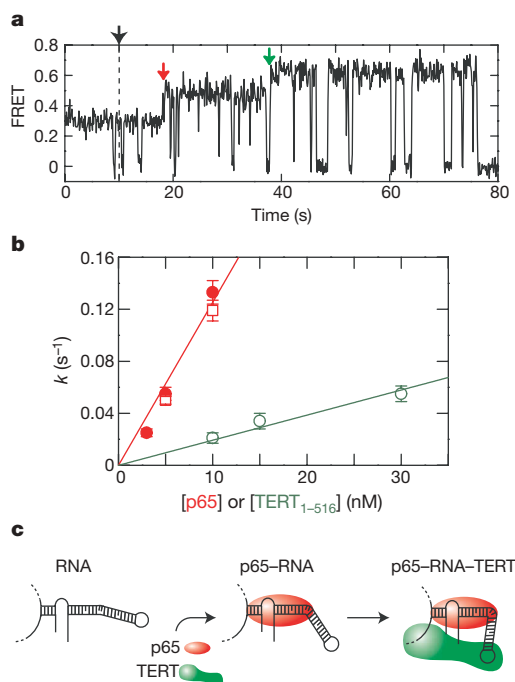 a
FRET
0.8
0.6
0.4
0.2
0
0 20 40 60 80
Time (s)
b
k (s⁻¹)
0.16
0.12
0.08
0.04
0
0 10 20 30
[p65] or [TERT₁₋₅₁₆] (nM)
c
RNA
p65–RNA
p65–RNA–TERT
p65
TERT